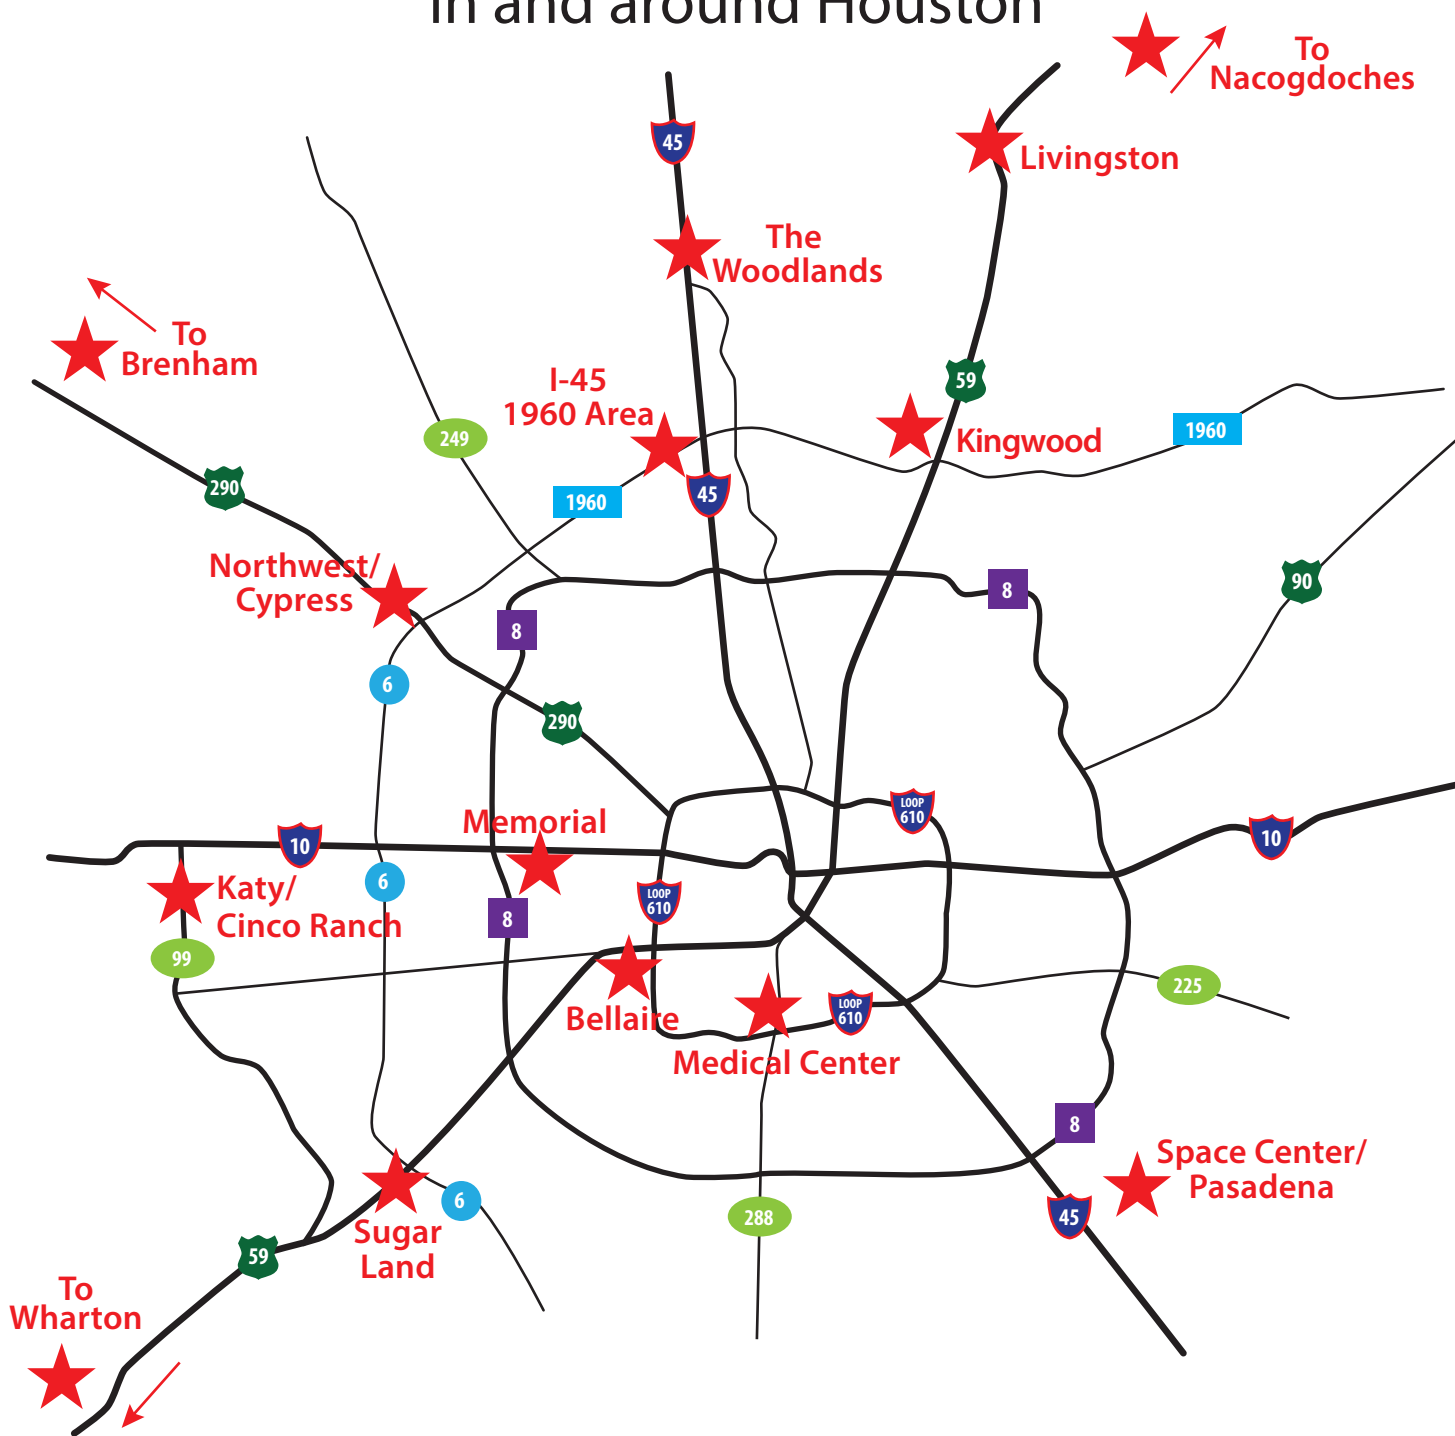 in and around Houston
To
Nacogdoches
45
Livingston
The
Woodlands
To
Brenham
I-45
1960 Area
59
Kingwood
1960
249
290
1960
45
Northwest/
Cypress
8
8
90
6
290
Memorial
LOOP
610
10
10
6
Katy/
Cinco Ranch
LOOP
610
8
99
Bellaire
LOOP
610
225
Medical Center
8
Space Center/
Pasadena
6
288
45
Sugar
Land
59
To
Wharton